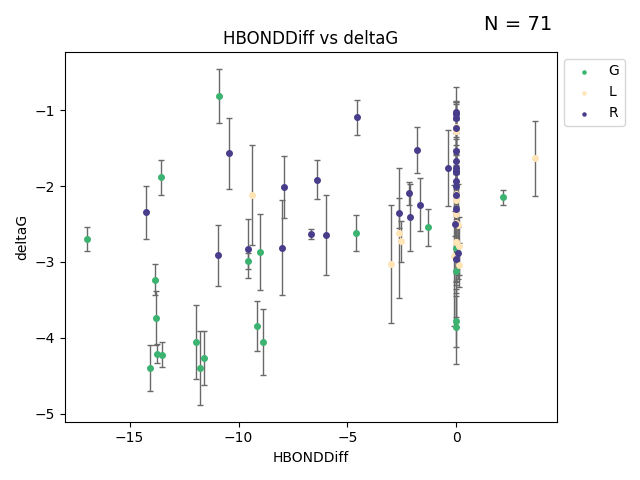 N = 71
HBONDDiff vs deltaG
G
L
R
−1
−2
−3
−4
−5
deltaG
−15
−10
−5
0
HBONDDiff